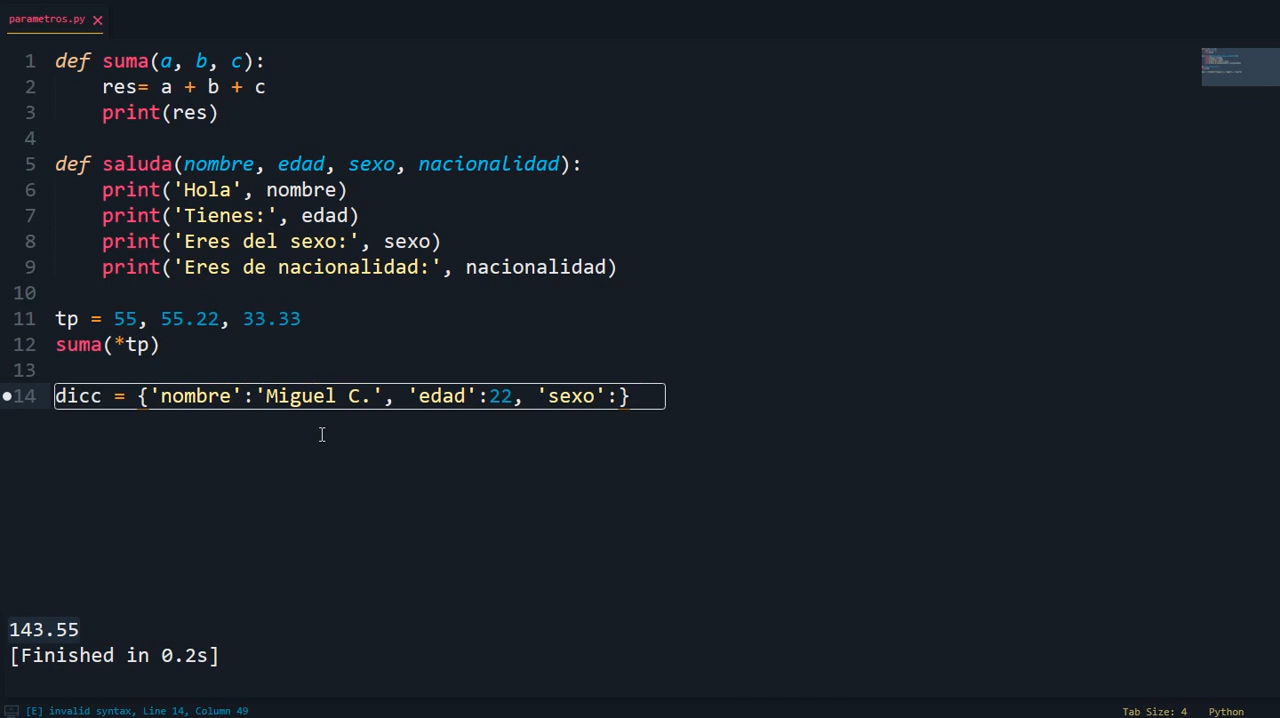 parametros.py ×
1 def suma(a, b, c):
2 res= a + b + c
3 print(res)
4
5 def saluda(nombre, edad, sexo, nacionalidad):
6 print('Hola', nombre)
7 print('Tienes:', edad)
8 print('Eres del sexo:', sexo)
9 print('Eres de nacionalidad:', nacionalidad)
10
11 tp = 55, 55.22, 33.33
12 suma(*tp)
13
14 dicc = {'nombre':'Miguel C.', 'edad':22, 'sexo':}
143.55
[Finished in 0.2s]
[E] invalid syntax, Line 14, Column 49
Tab Size: 4 Python